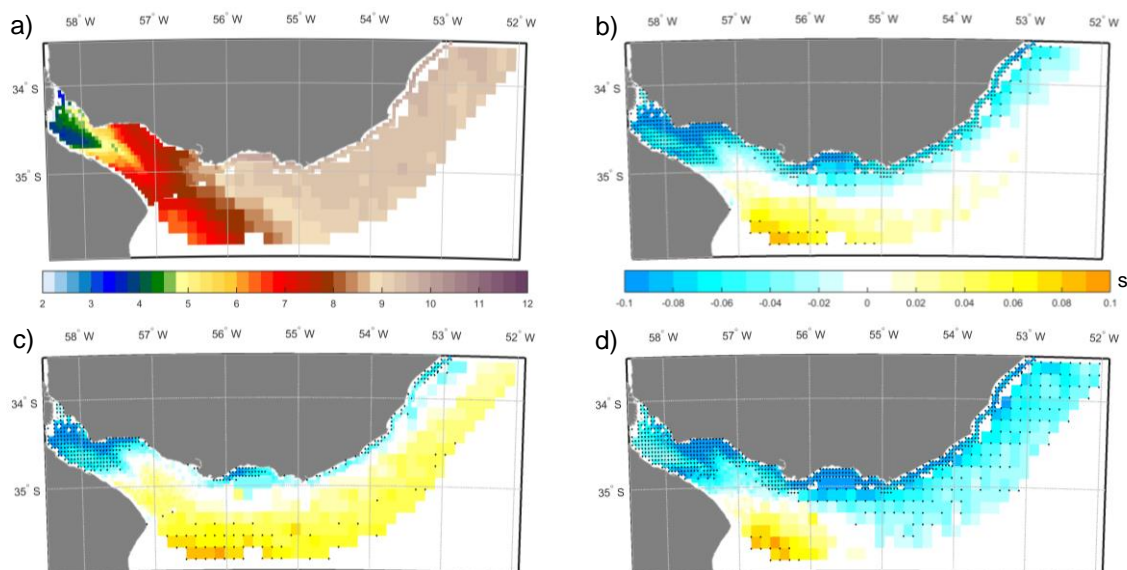 a) 58° W 57° W 56° W 55° W 54° W 53° W 52° W
34° S
35° S
2 3 4 5 6 7 8 9 10 11 12
b) 58° W 57° W 56° W 55° W 54° W 53° W 52° W
34° S
35° S
-0.1 -0.08 -0.06 -0.04 -0.02 0 0.02 0.04 0.06 0.08 0.1 s
c) 58° W 57° W 56° W 55° W 54° W 53° W 52° W
34° S
35° S
d) 58° W 57° W 56° W 55° W 54° W 53° W 52° W
34° S
35° S